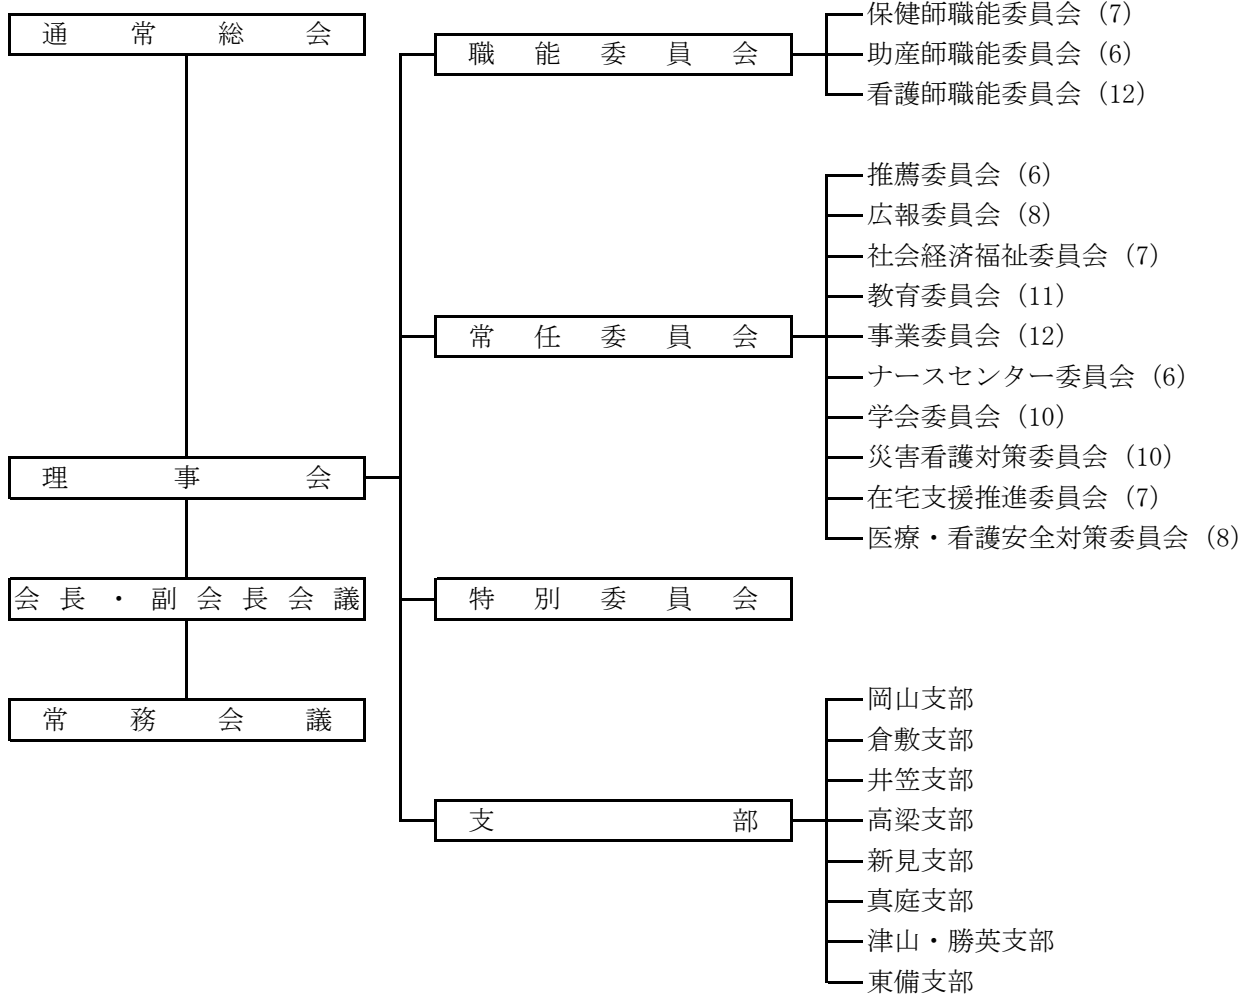 通常総会
理事会
会長・副会長会議
常務会議
職能委員会
保健師職能委員会（7）
助産師職能委員会（6）
看護師職能委員会（12）
常任委員会
推薦委員会（6）
広報委員会（8）
社会経済福祉委員会（7）
教育委員会（11）
事業委員会（12）
ナースセンター委員会（6）
学会委員会（10）
災害看護対策委員会（10）
在宅支援推進委員会（7）
医療・看護安全対策委員会（8）
特別委員会
支部
岡山支部
倉敷支部
井笠支部
高梁支部
新見支部
真庭支部
津山・勝英支部
東備支部